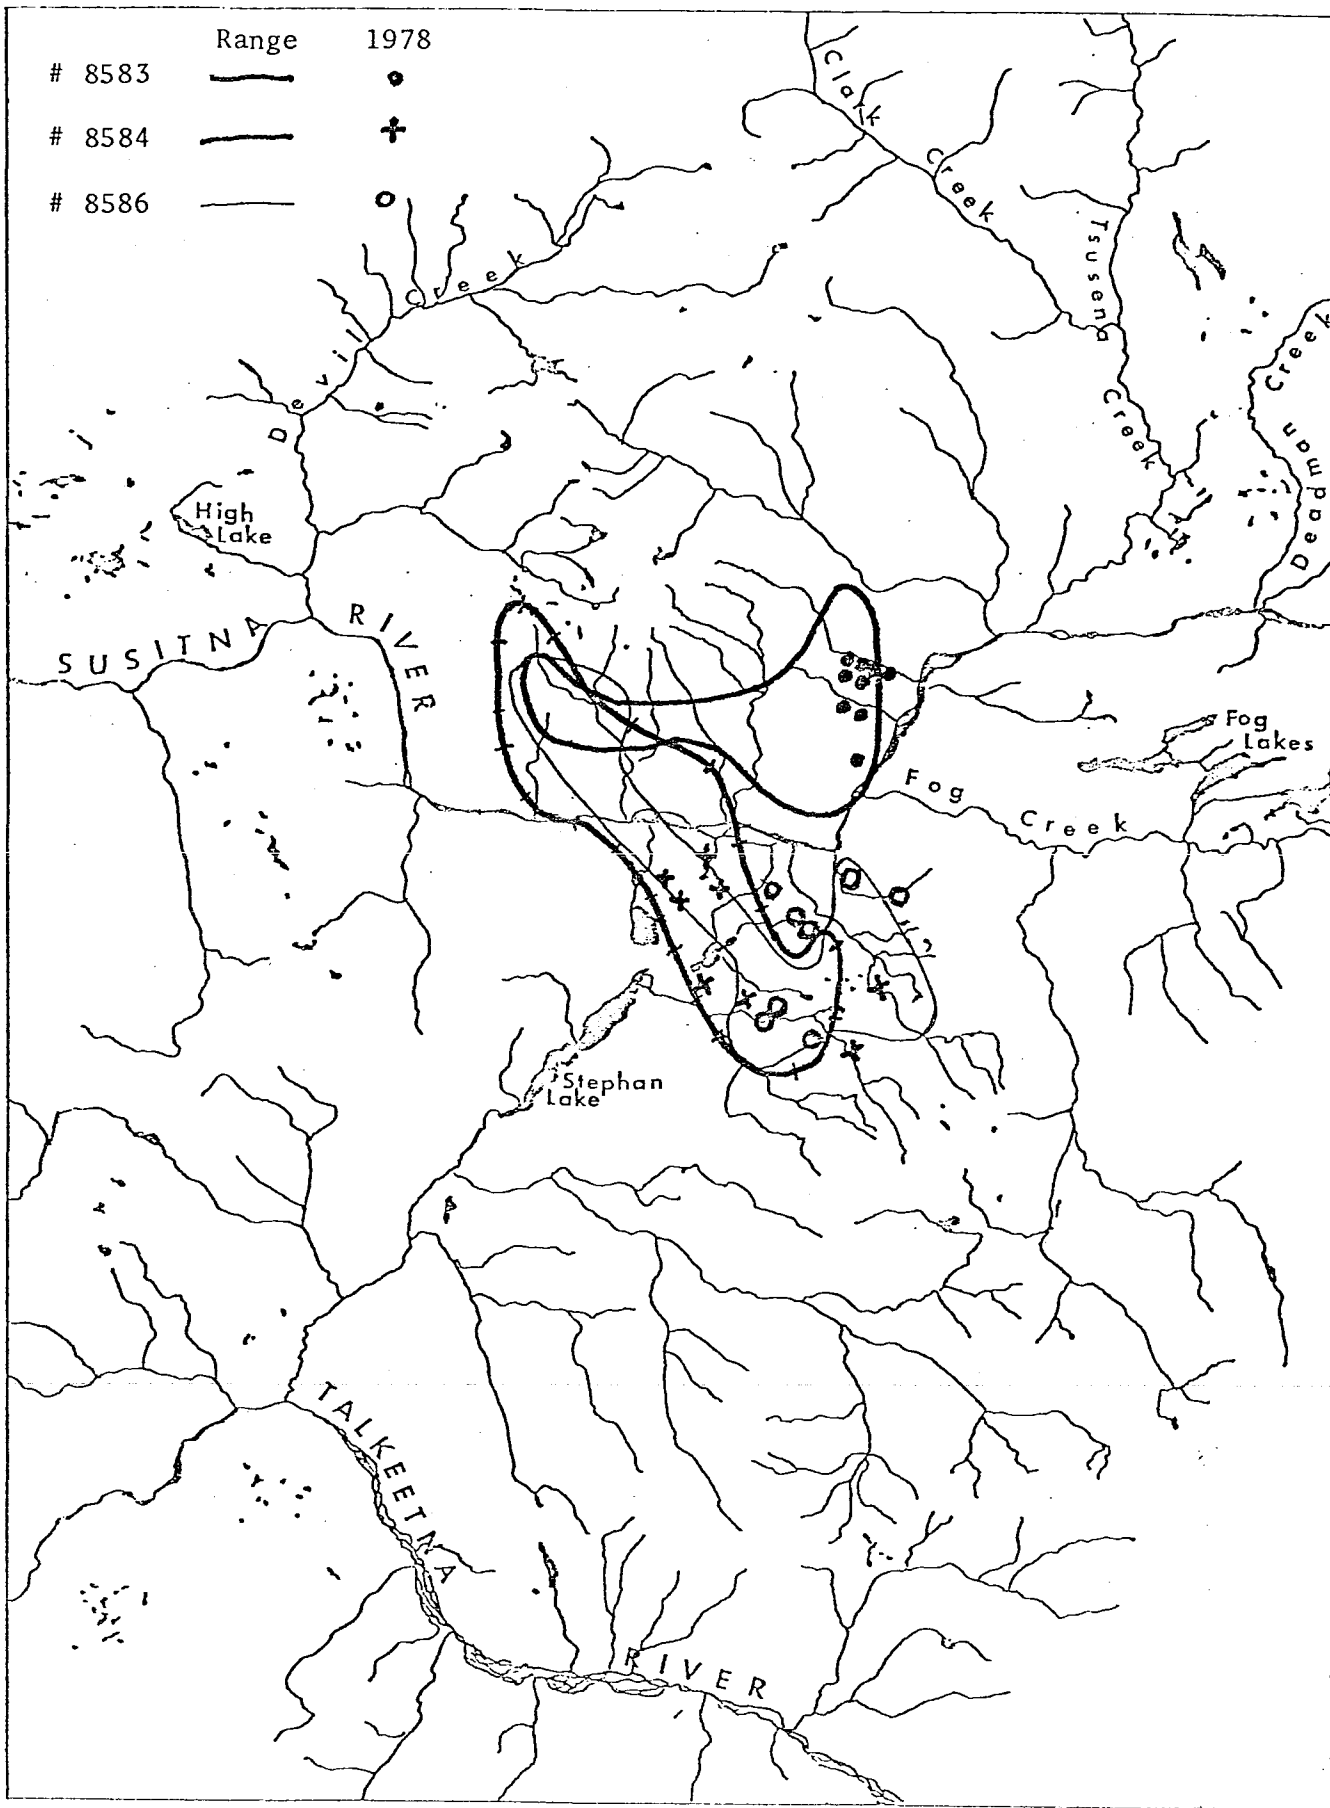 Range 1978
# 8583
# 8584
# 8586
Clark
Creek
Tsusena
Creek
Devil
Creek
Creek
Deadman
High
Lake
SUSITNA
RIVER
Fog
Lakes
Fog
Creek
Stephan
Lake
TALKEETNA
RIVER